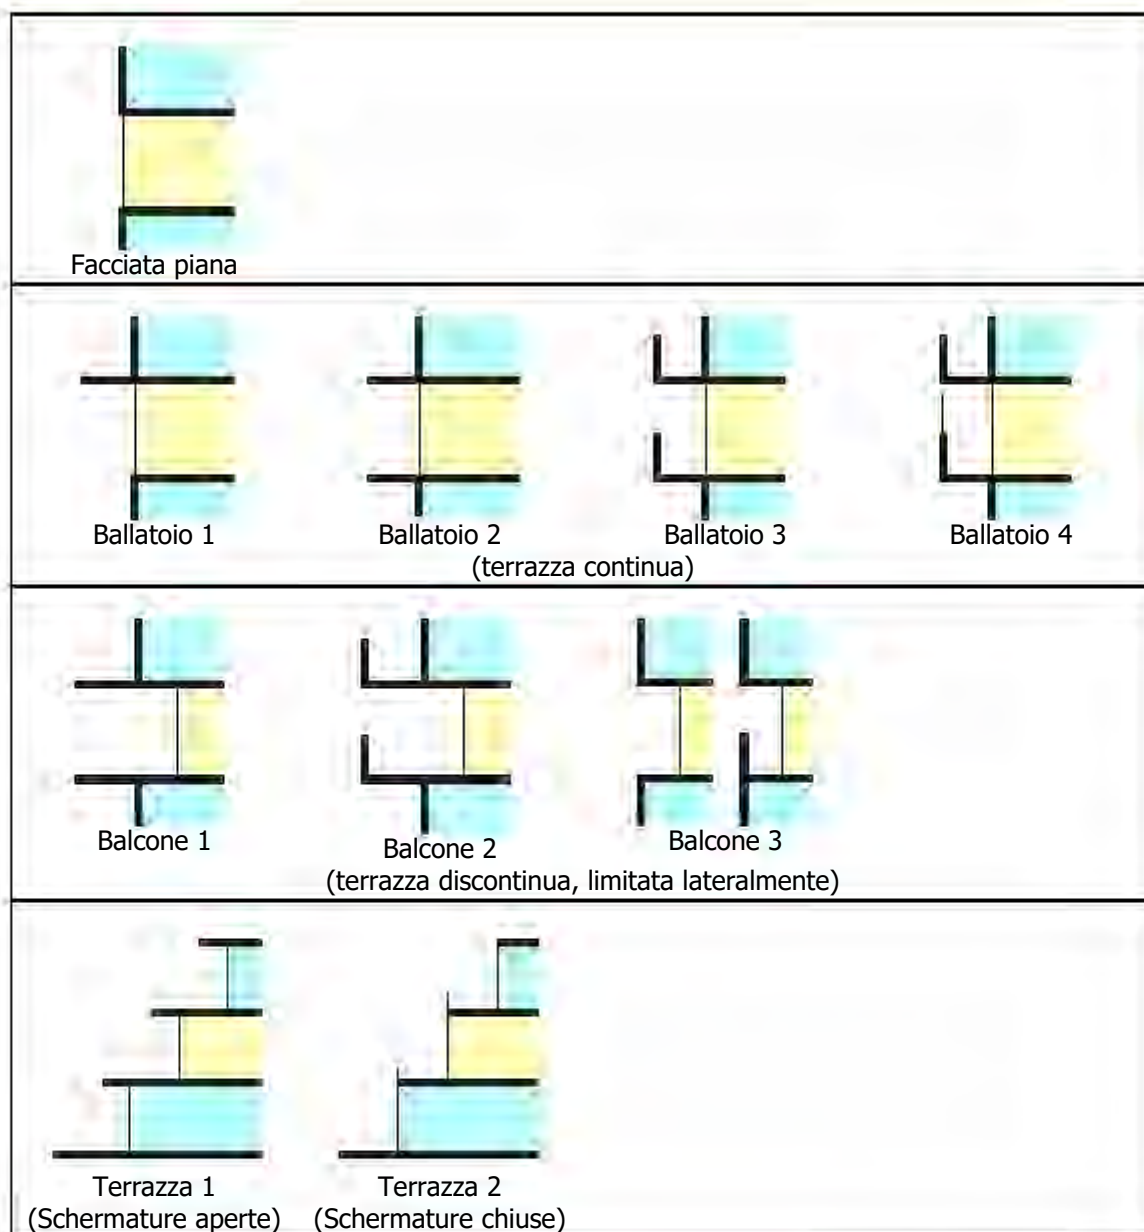 Facciata piana
Ballatoio 1 Ballatoio 2 Ballatoio 3 Ballatoio 4
(terrazza continua)
Balcone 1 Balcone 2 Balcone 3
(terrazza discontinua, limitata lateralmente)
Terrazza 1 Terrazza 2
(Schermature aperte) (Schermature chiuse)